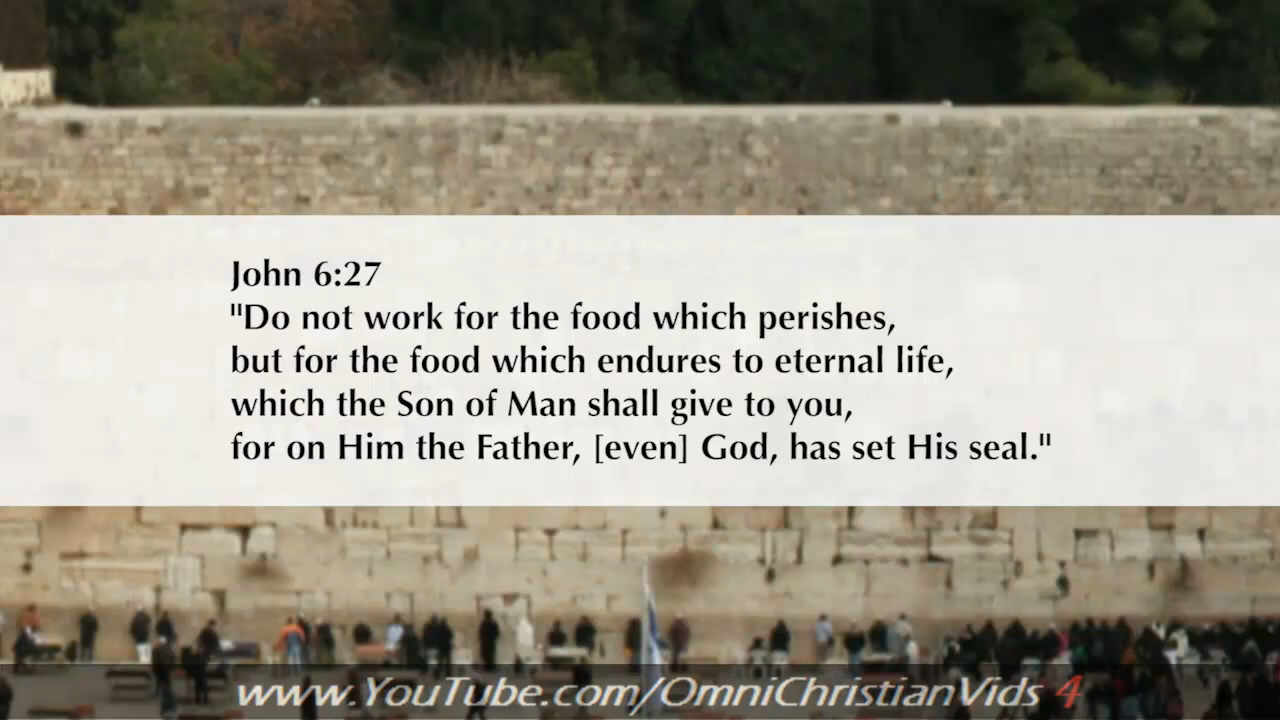 John 6:27
"Do not work for the food which perishes,
but for the food which endures to eternal life,
which the Son of Man shall give to you,
for on Him the Father, [even] God, has set His seal."
www.YouTube.com/OmniChristianVids 4